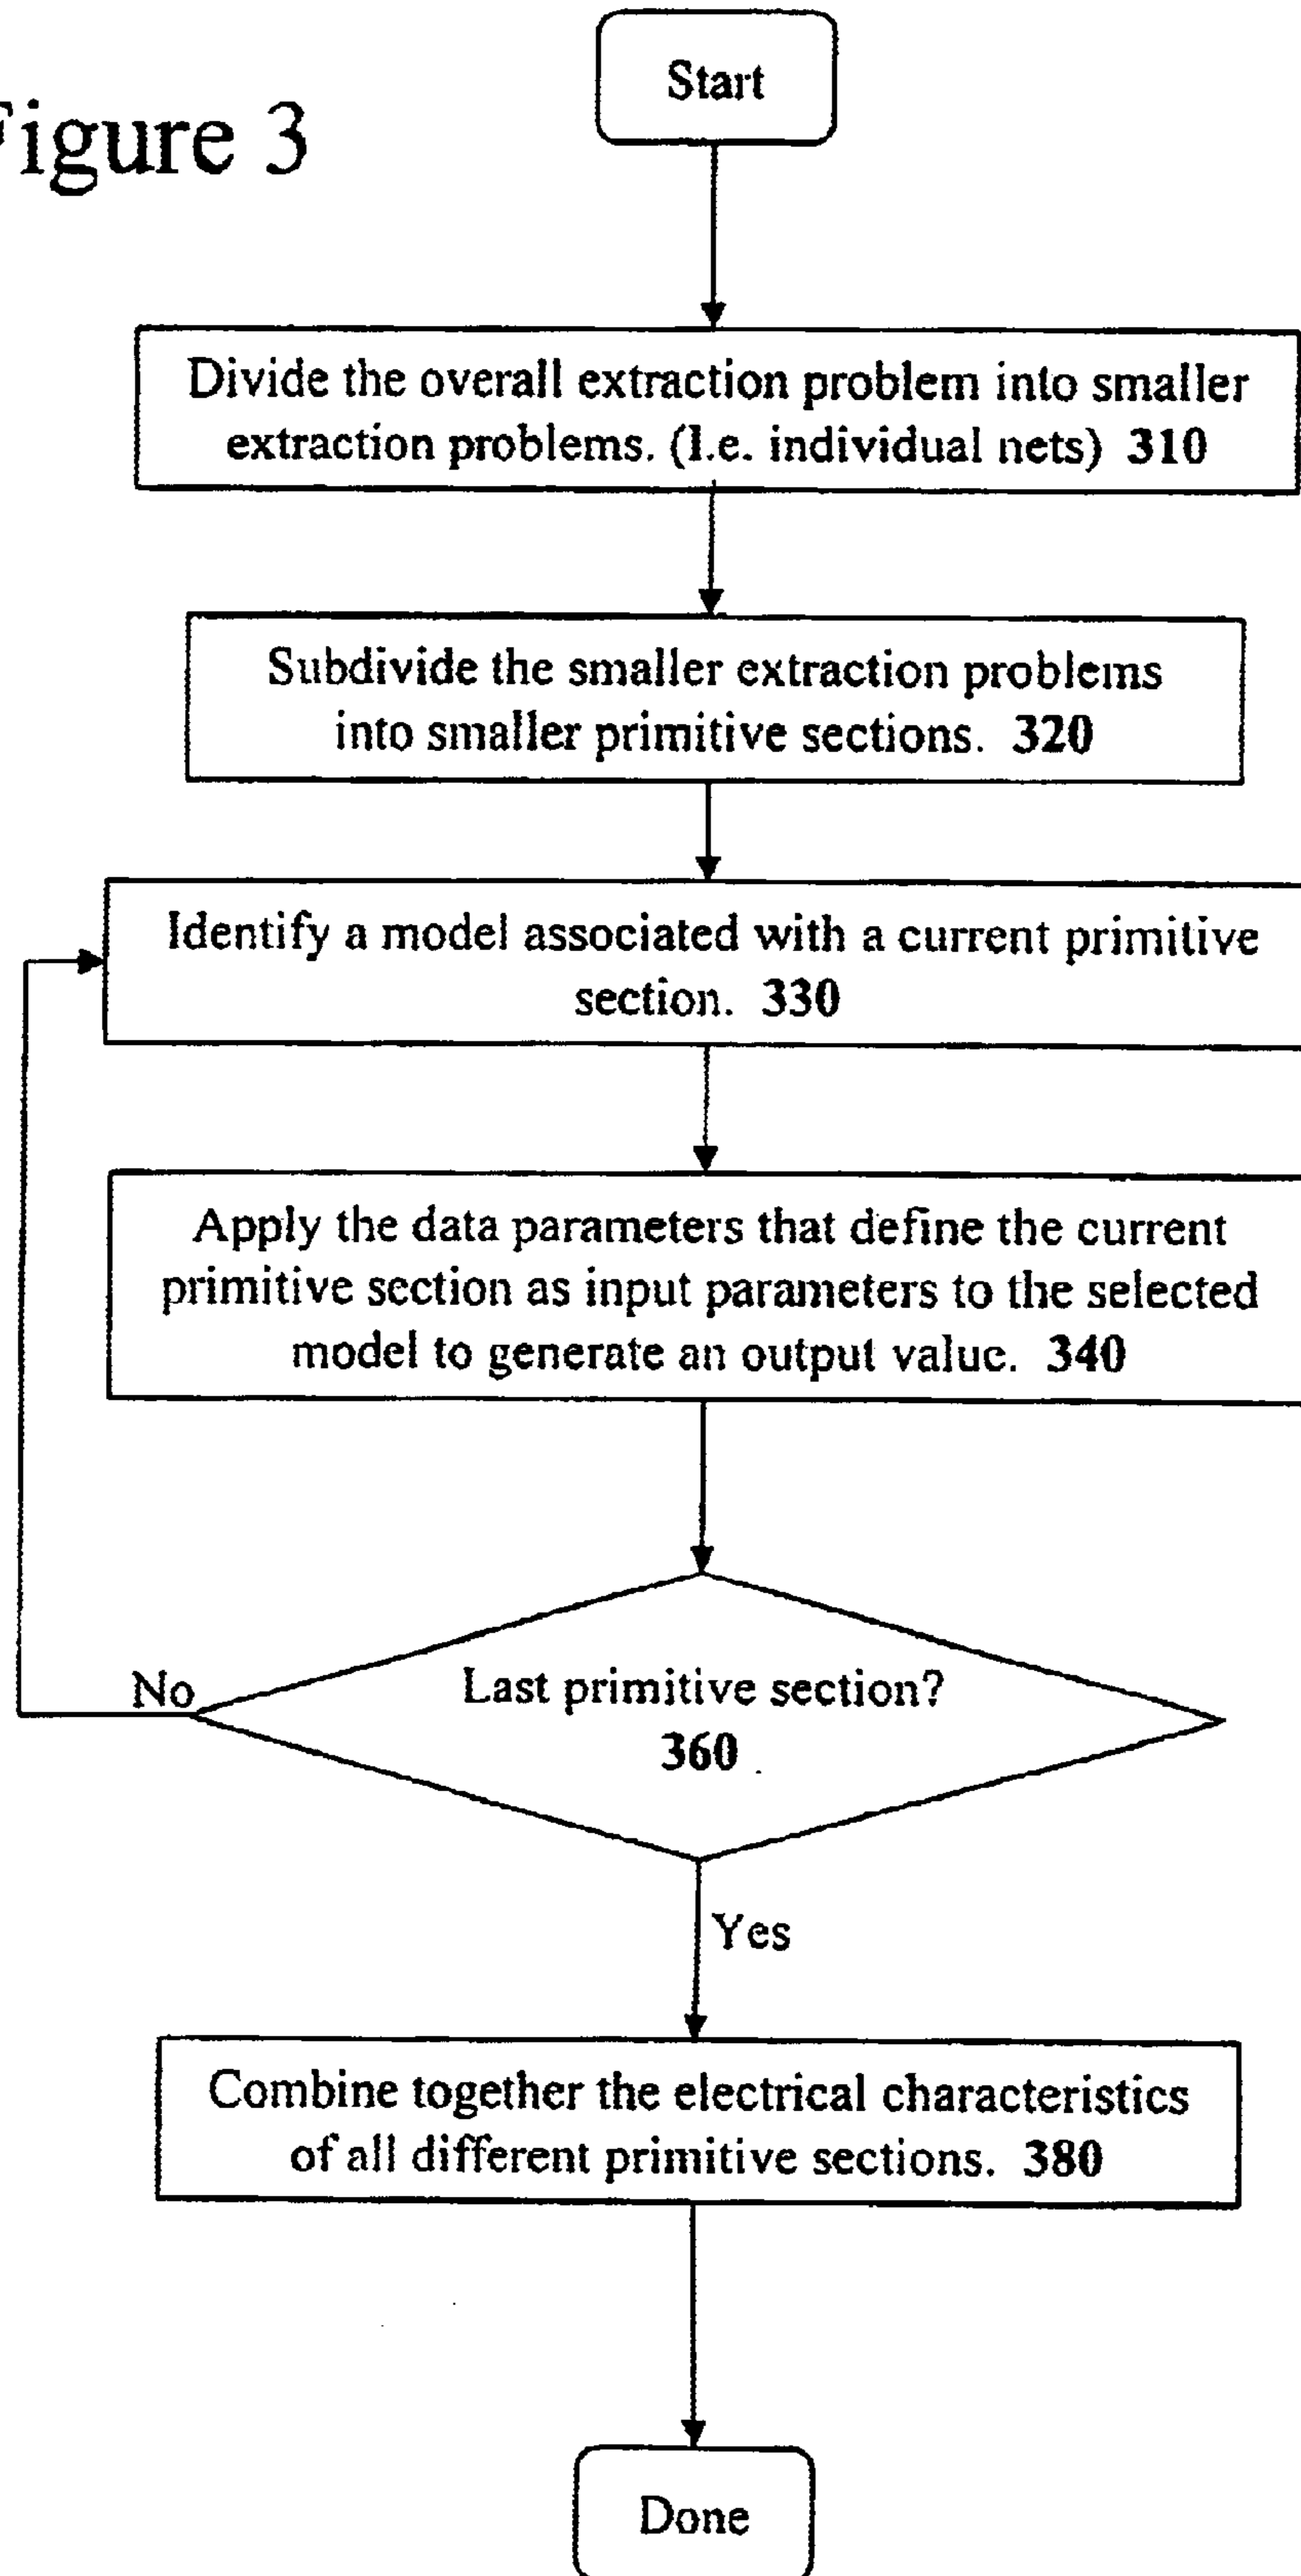 Figure 3
Start
Divide the overall extraction problem into smaller
extraction problems. (I.e. individual nets) 310
Subdivide the smaller extraction problems
into smaller primitive sections. 320
Identify a model associated with a current primitive
section. 330
Apply the data parameters that define the current
primitive section as input parameters to the selected
model to generate an output value. 340
No
Last primitive section?
360
Yes
Combine together the electrical characteristics
of all different primitive sections. 380
Done